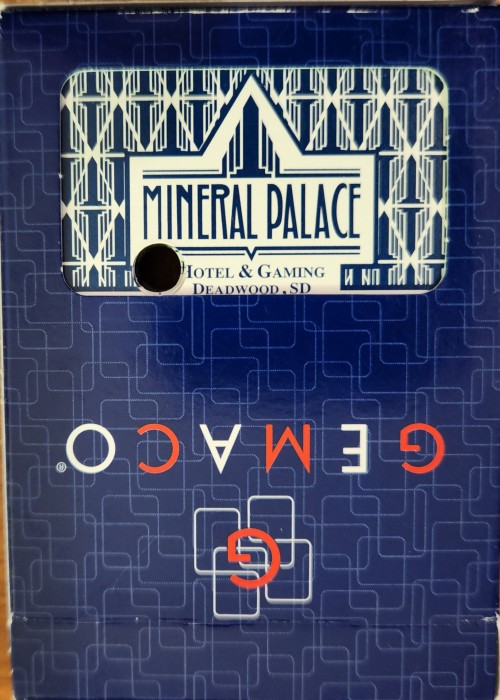 MINERAL PALACE
HOTEL & GAMING
DEADWOOD, SD
GEMACO®
G